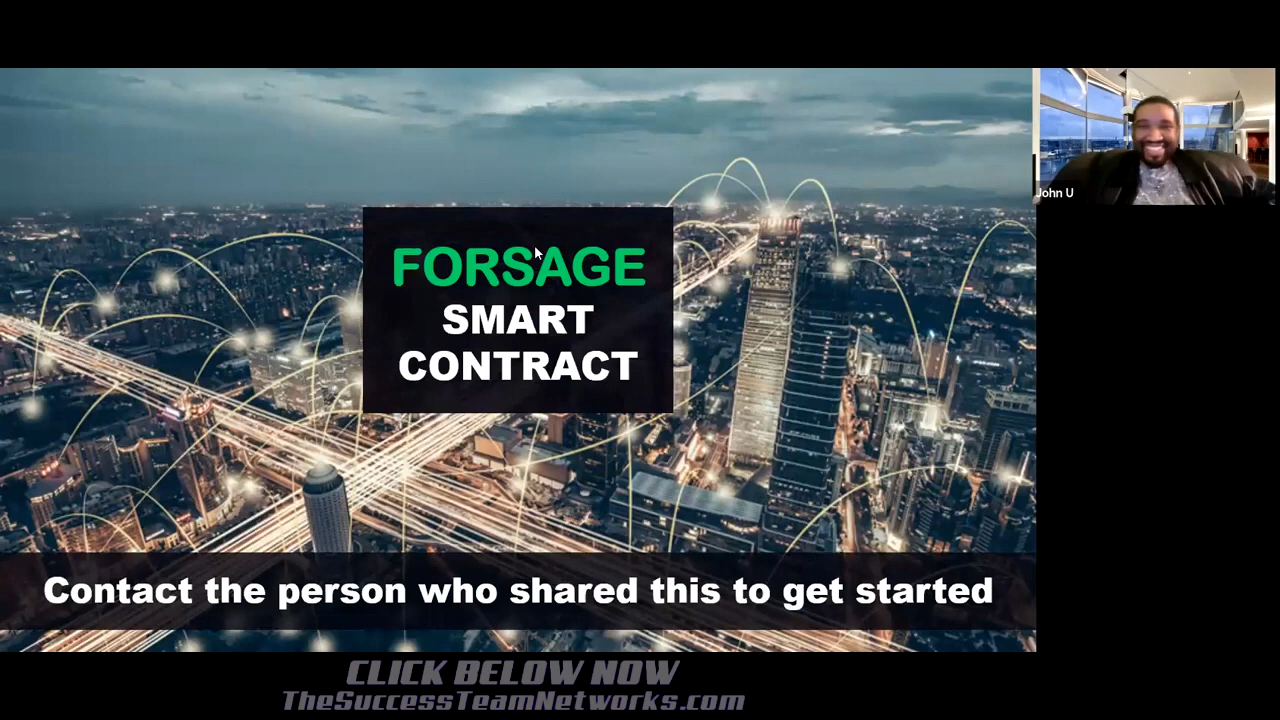 John U
FORSAGE
SMART
CONTRACT
Contact the person who shared this to get started
CLICK BELOW NOW
TheSuccessTeamNetworks.com